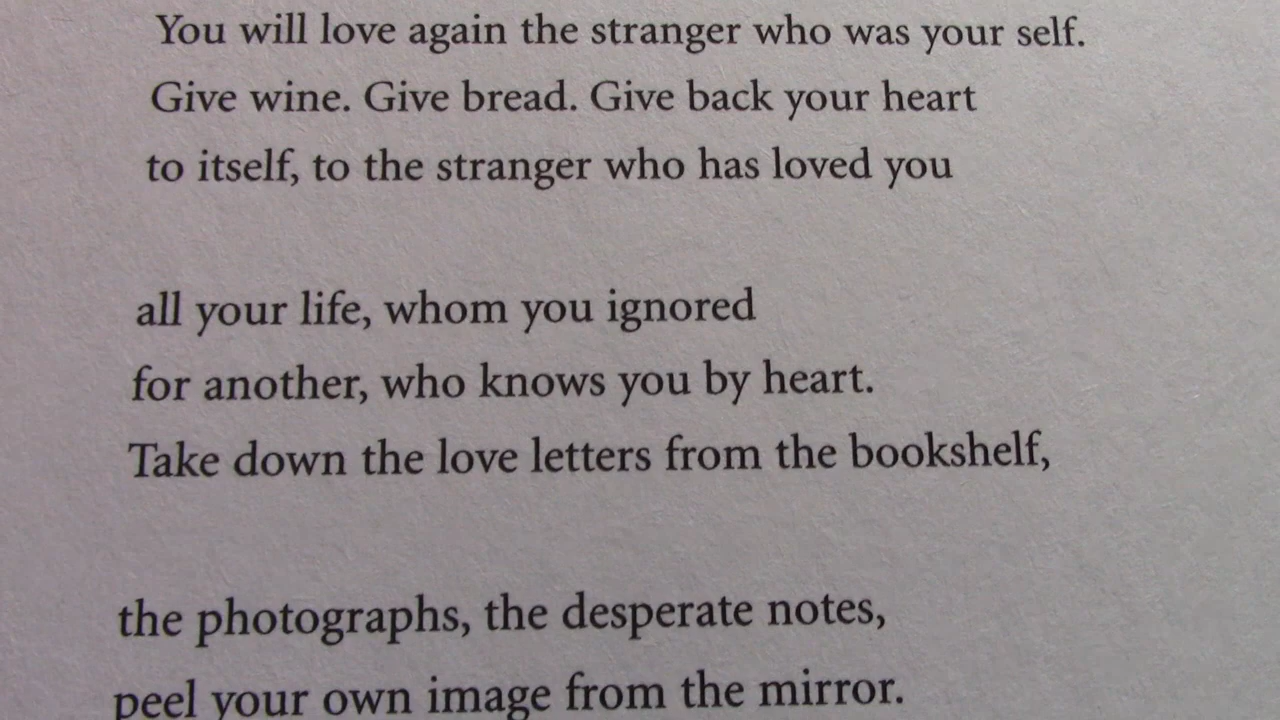 You will love again the stranger who was your self.
Give wine. Give bread. Give back your heart
to itself, to the stranger who has loved you
all your life, whom you ignored
for another, who knows you by heart.
Take down the love letters from the bookshelf,
the photographs, the desperate notes,
peel your own image from the mirror.